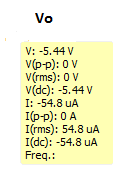 Vo
V: -5.44 V
V(p-p): 0 V
V(rms): 0 V
V(dc): -5.44 V
I: -54.8 uA
I(p-p): 0 A
I(rms): 54.8 uA
I(dc): -54.8 uA
Freq.: